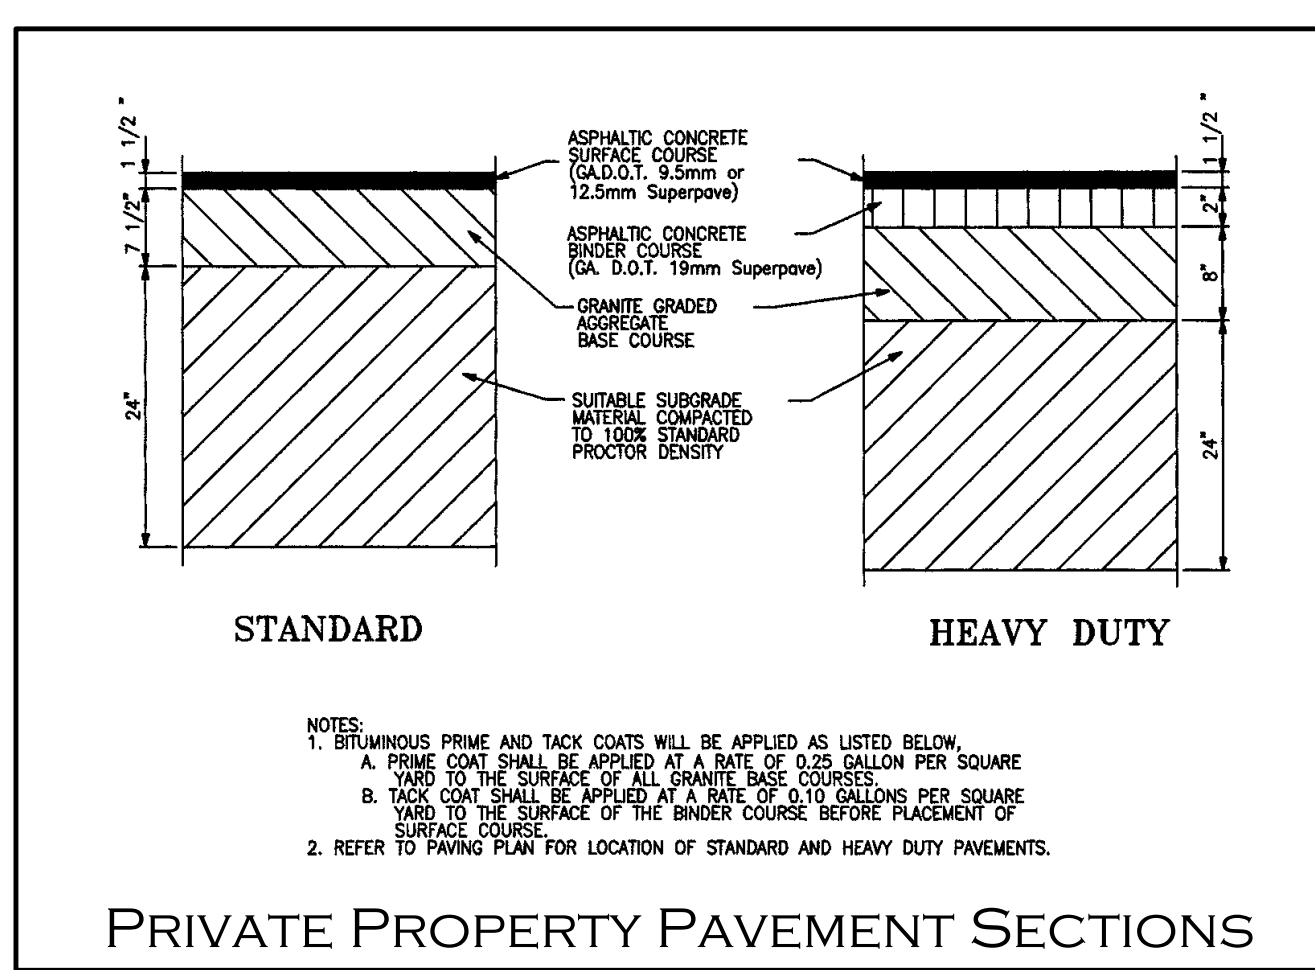 1 1/2 "
7 1/2"
24"
ASPHALTIC CONCRETE
SURFACE COURSE
(GA.D.O.T. 9.5mm or
12.5mm Superpave)
ASPHALTIC CONCRETE
BINDER COURSE
(GA. D.O.T. 19mm Superpave)
GRANITE GRADED
AGGREGATE
BASE COURSE
SUITABLE SUBGRADE
MATERIAL COMPACTED
TO 100% STANDARD
PROCTOR DENSITY
1 1/2 "
2"
8"
24"
STANDARD
HEAVY DUTY
NOTES:
1. BITUMINOUS PRIME AND TACK COATS WILL BE APPLIED AS LISTED BELOW,
A. PRIME COAT SHALL BE APPLIED AT A RATE OF 0.25 GALLON PER SQUARE
YARD TO THE SURFACE OF ALL GRANITE BASE COURSES.
B. TACK COAT SHALL BE APPLIED AT A RATE OF 0.10 GALLONS PER SQUARE
YARD TO THE SURFACE OF THE BINDER COURSE BEFORE PLACEMENT OF
SURFACE COURSE.
2. REFER TO PAVING PLAN FOR LOCATION OF STANDARD AND HEAVY DUTY PAVEMENTS.
PRIVATE PROPERTY PAVEMENT SECTIONS